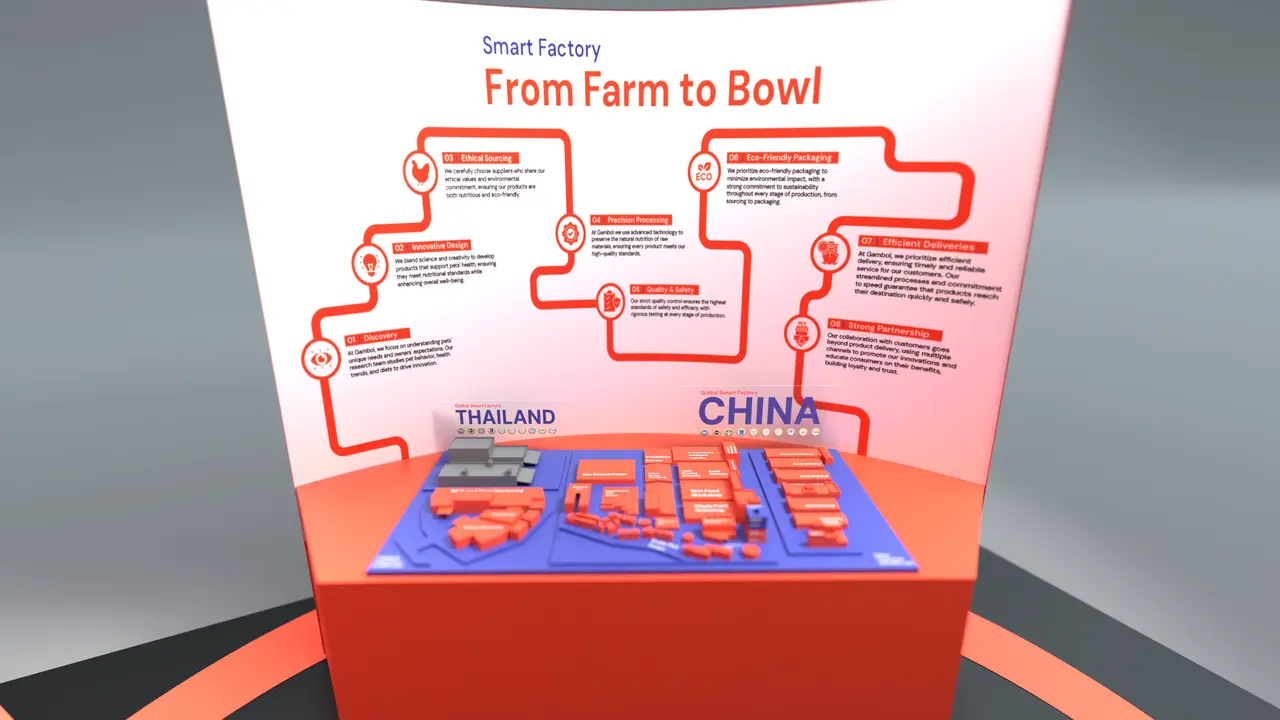 Smart Factory
From Farm to Bowl
03 Ethical Sourcing
We carefully choose suppliers who share our
ethical values and environmental
commitment, ensuring our products are
both nutritious and eco-friendly.
06 Eco-Friendly Packaging
ECO
We prioritize eco-friendly packaging to
minimize environmental impact, with a
strong commitment to sustainability
throughout every stage of production, from
sourcing to packaging.
02 Innovative Design
We blend science and creativity to develop
products that support pets' health, ensuring
they meet nutritional standards while
enhancing overall well-being.
04 Precision Processing
At Gambol we use advanced technology to
preserve the natural nutrition of raw
materials, ensuring every product meets our
high-quality standards.
07 Efficient Deliveries
At Gambol, we prioritize efficient
delivery, ensuring timely and reliable
service for our customers. Our
streamlined processes and commitment
to speed guarantee that products reach
their destination quickly and safely.
05 Quality & Safety
Our strict quality control ensures the highest
standards of safety and efficacy, with
rigorous testing at every stage of production.
01 Discovery
At Gambol, we focus on understanding pets'
unique needs and owners' expectations. Our
research team studies pet behavior, health
trends, and diets to drive innovation.
08 Strong Partnership
Our collaboration with customers goes
beyond product delivery, using multiple
channels to promote our innovations and
educate consumers on their benefits,
building loyalty and trust.
Global Smart Factory
THAILAND
Global Smart Factory
CHINA
Wet Food
Workshop